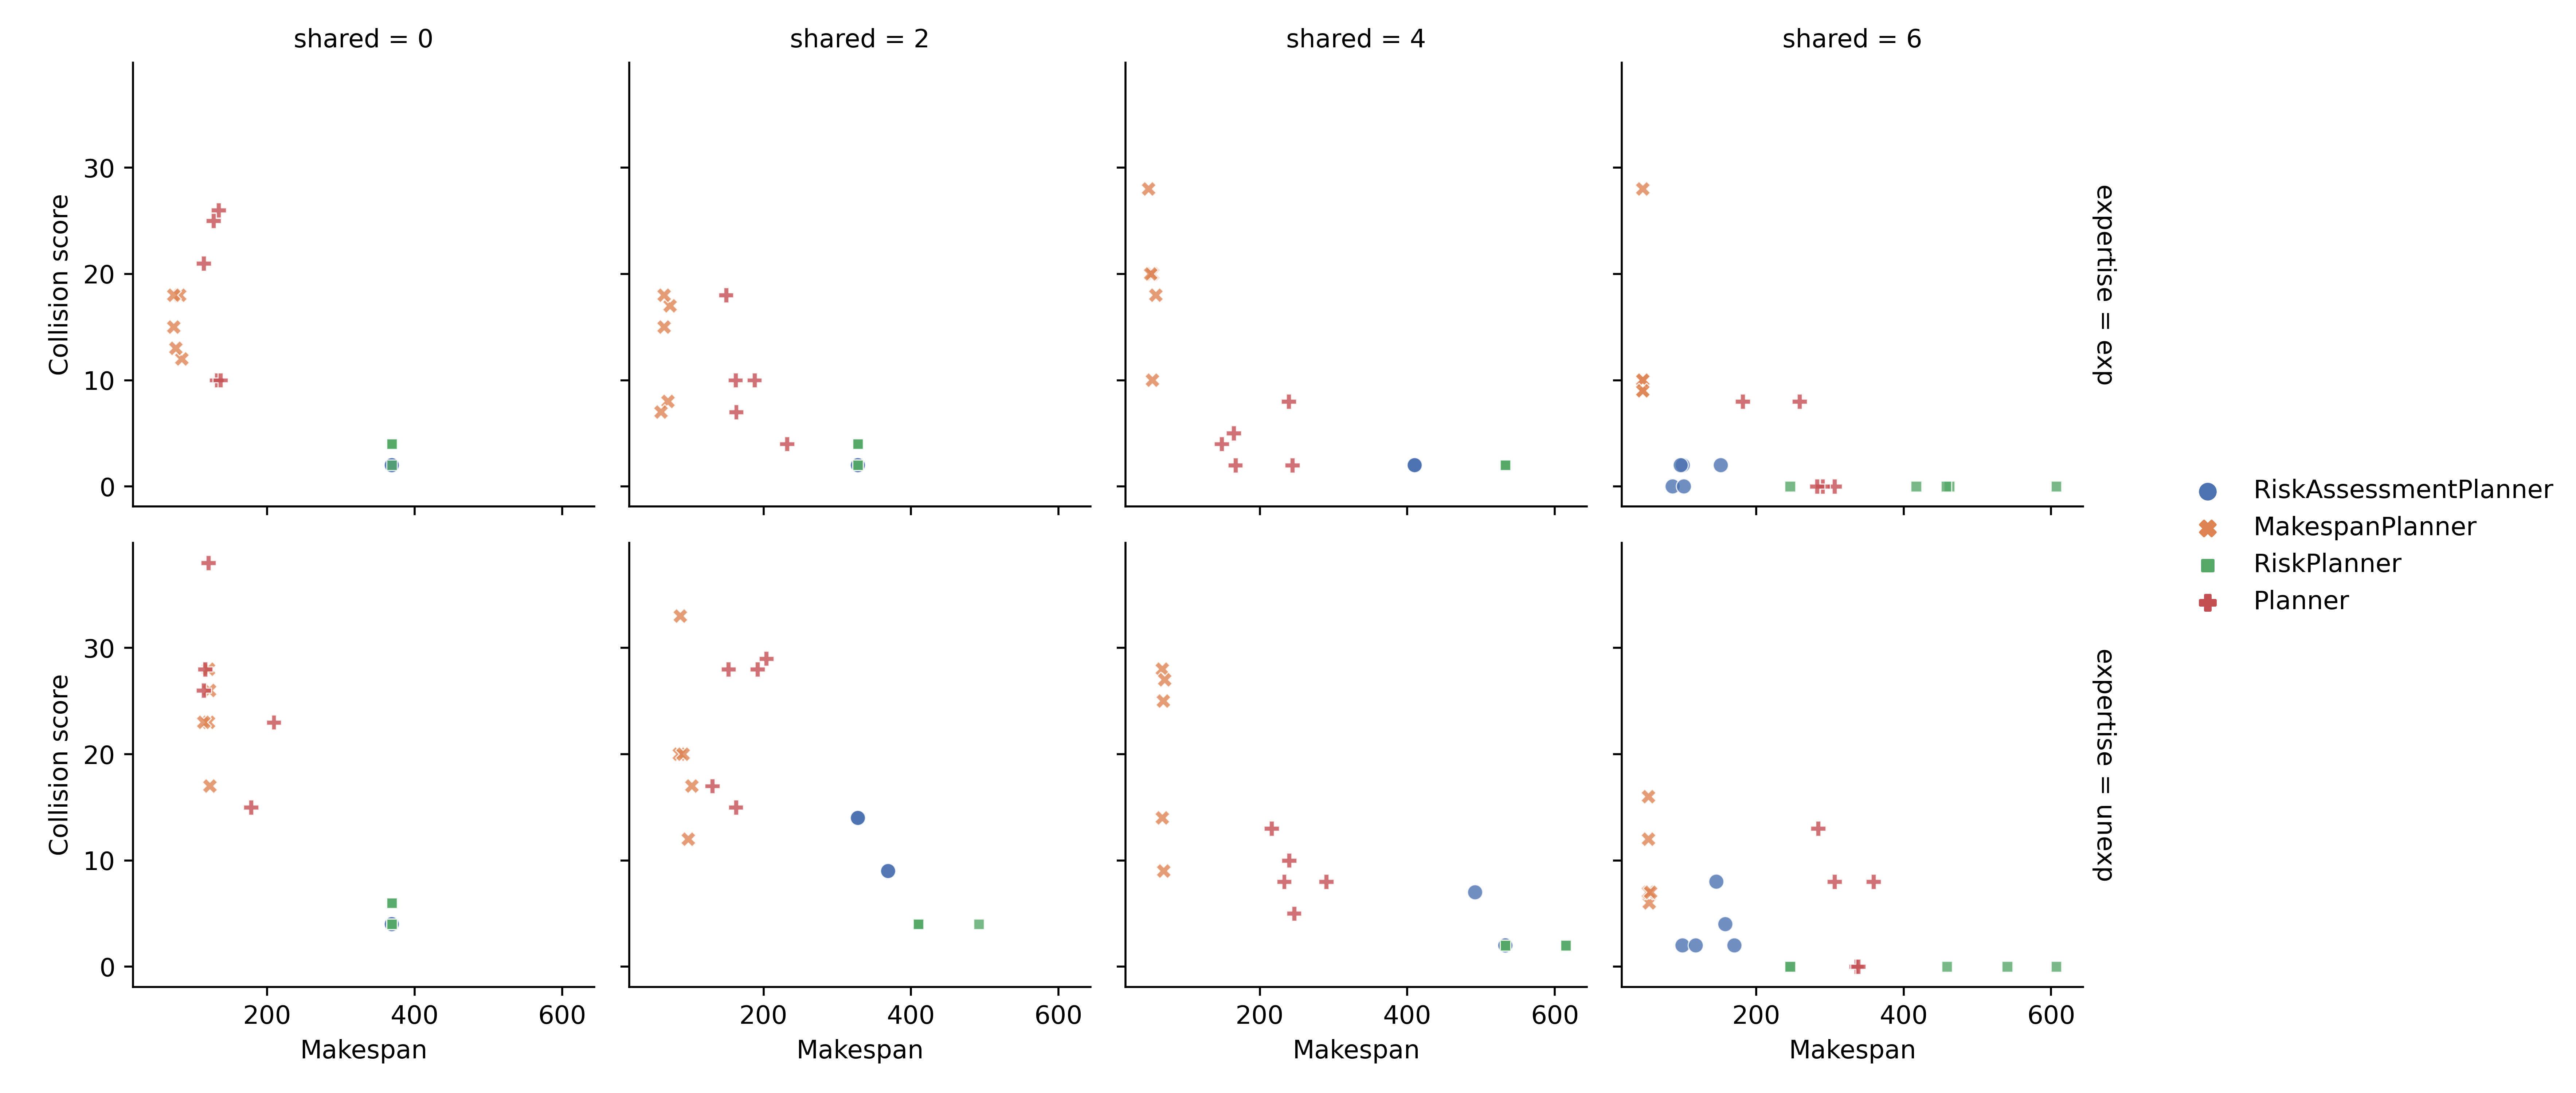 shared = 0
shared = 2
shared = 4
shared = 6
Collision score
30
20
10
0
expertise = exp
RiskAssessmentPlanner
MakespanPlanner
RiskPlanner
Planner
Collision score
30
20
10
0
expertise = unexp
200 400 600
200 400 600
200 400 600
200 400 600
Makespan
Makespan
Makespan
Makespan